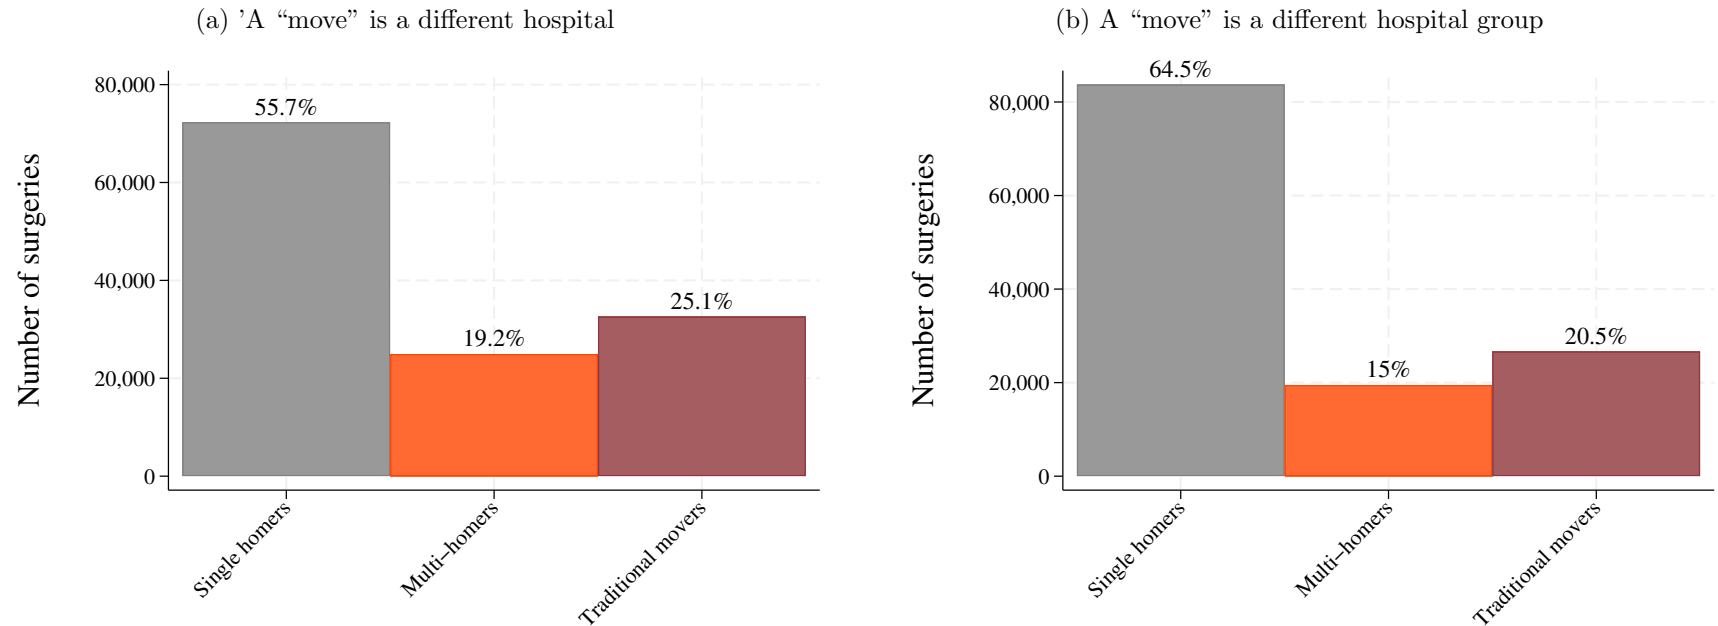 (a) ’A “move” is a different hospital
Number of surgeries
80,000
60,000
40,000
20,000
0
55.7%
19.2%
25.1%
Single homers
Multi−homers
Traditional movers
(b) A “move” is a different hospital group
Number of surgeries
80,000
60,000
40,000
20,000
0
64.5%
15%
20.5%
Single homers
Multi−homers
Traditional movers